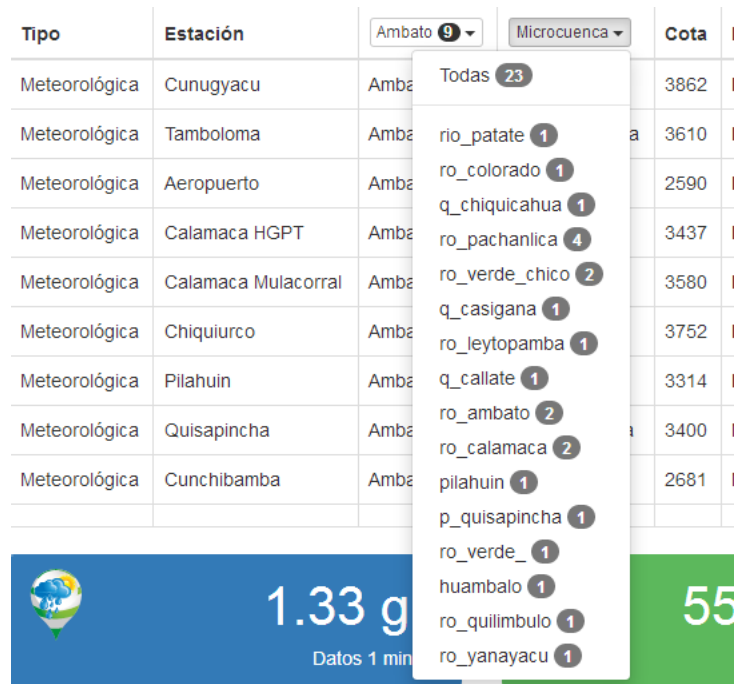 Tipo Estación Ambato 9 Microcuenca Cota
Todas 23
Meteorológica Cunugyacu 3862
Meteorológica Tamboloma a 3610
Meteorológica Aeropuerto 2590
Meteorológica Calamaca HGPT 3437
Meteorológica Calamaca Mulacorral 3580
Meteorológica Chiquiurco 3752
Meteorológica Pilahuin 3314
Meteorológica Quisapincha 3400
Meteorológica Cunchibamba 2681
rio_patate 1
ro_colorado 1
q_chiquicahua 1
ro_pachanlica 4
ro_verde_chico 2
q_casigana 1
ro_leytopamba 1
q_callate 1
ro_ambato 2
ro_calamaca 2
pilahuin 1
p_quisapincha 1
ro_verde_ 1
huambalo 1
ro_quilimbulo 1
ro_yanayacu 1
1.33 g 55
Datos 1 min